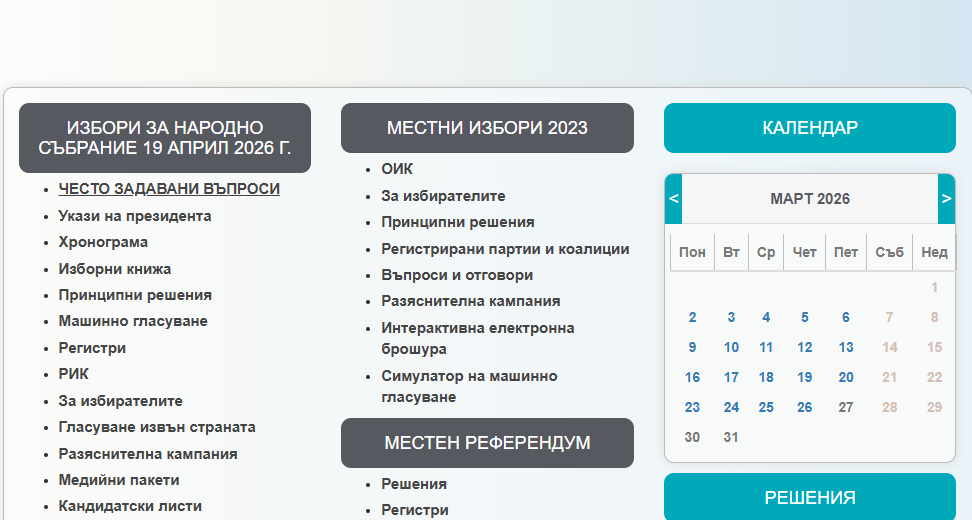 ИЗБОРИ ЗА НАРОДНО
СЪБРАНИЕ 19 АПРИЛ 2026 Г.
ЧЕСТО ЗАДАВАНИ ВЪПРОСИ
Укази на президента
Хронограма
Изборни книжа
Принципни решения
Машинно гласуване
Регистри
РИК
За избирателите
Гласуване извън страната
Разяснителна кампания
Медийни пакети
Кандидатски листи
МЕСТНИ ИЗБОРИ 2023
ОИК
За избирателите
Принципни решения
Регистрирани партии и коалиции
Въпроси и отговори
Разяснителна кампания
Интерактивна електронна
брошура
Симулатор на машинно
гласуване
МЕСТЕН РЕФЕРЕНДУМ
Решения
Регистри
КАЛЕНДАР
< МАРТ 2026 >
Пон Вт Ср Чет Пет Съб Нед
1
2 3 4 5 6 7 8
9 10 11 12 13 14 15
16 17 18 19 20 21 22
23 24 25 26 27 28 29
30 31
РЕШЕНИЯ